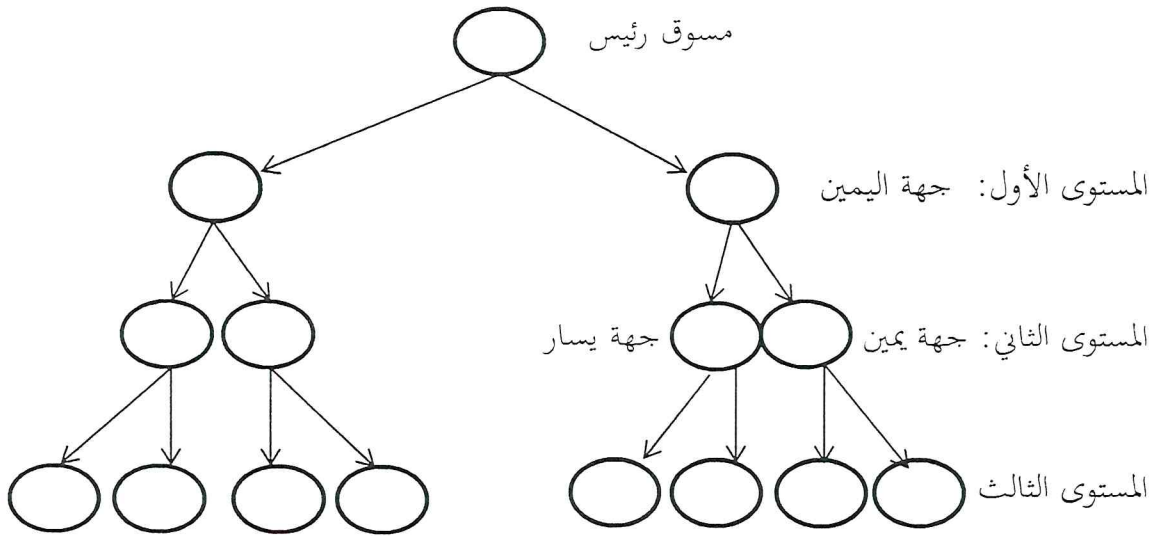 مسوق رئيس
المستوى الأول: جهة اليمين
المستوى الثاني: جهة يمين جهة يسار
المستوى الثالث